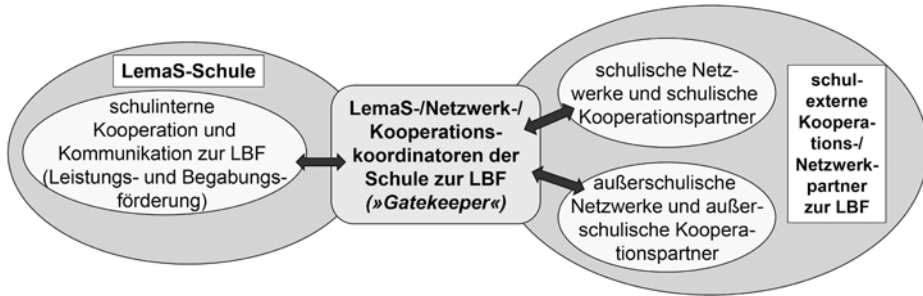 LemaS-Schule
schulinterne
Kooperation und
Kommunikation zur LBF
(Leistungs- und Begabungs-
förderung)
LemaS-/Netzwerk-/
Kooperations-
koordinatoren der
Schule zur LBF
(»Gatekeeper«)
schulische Netz-
werke und schulische
Kooperationspartner
außerschulische
Netzwerke und außer-
schulische Koopera-
tionspartner
schul-
externe
Koopera-
tions-/
Netzwerk-
partner
zur LBF